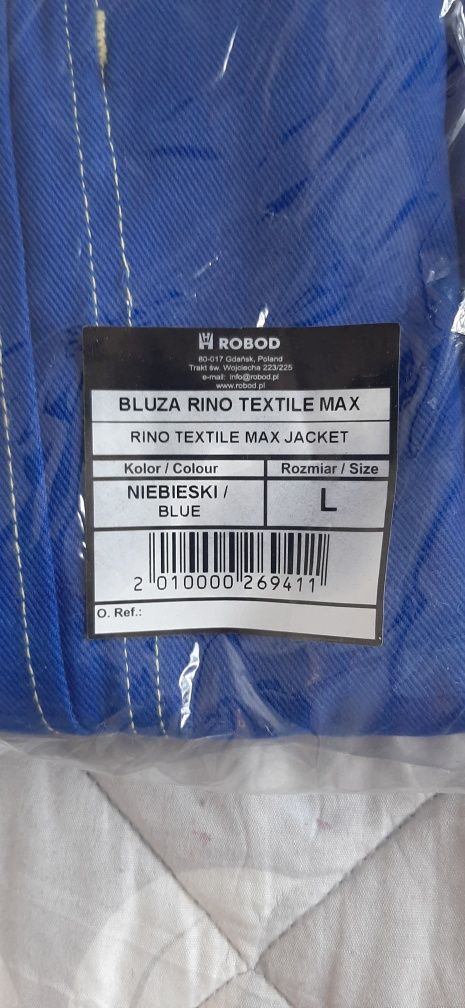 ROBOD
80-017 Gdańsk, Poland
Trakt św. Wojciecha 223/225
e-mail: info@robod.pl
www.robod.pl
BLUZA RINO TEXTILE MAX
RINO TEXTILE MAX JACKET
Kolor / Colour Rozmiar / Size
NIEBIESKI / L
BLUE
2 010000 269411
O. Ref.: